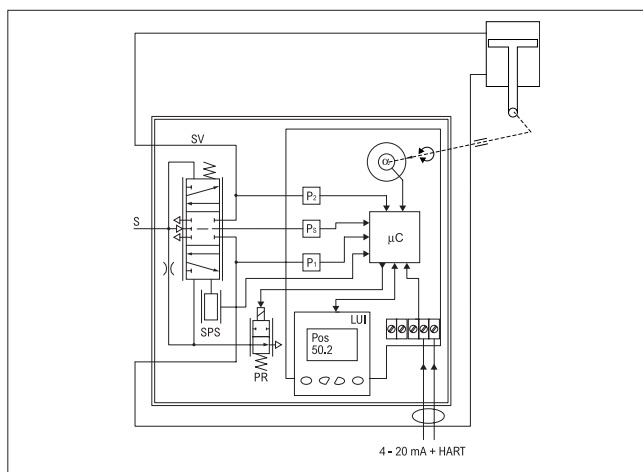 SV
α
S
P₂
PS
P₁
µC
SPS
PR
LUI
Pos
50.2
4 - 20 mA + HART